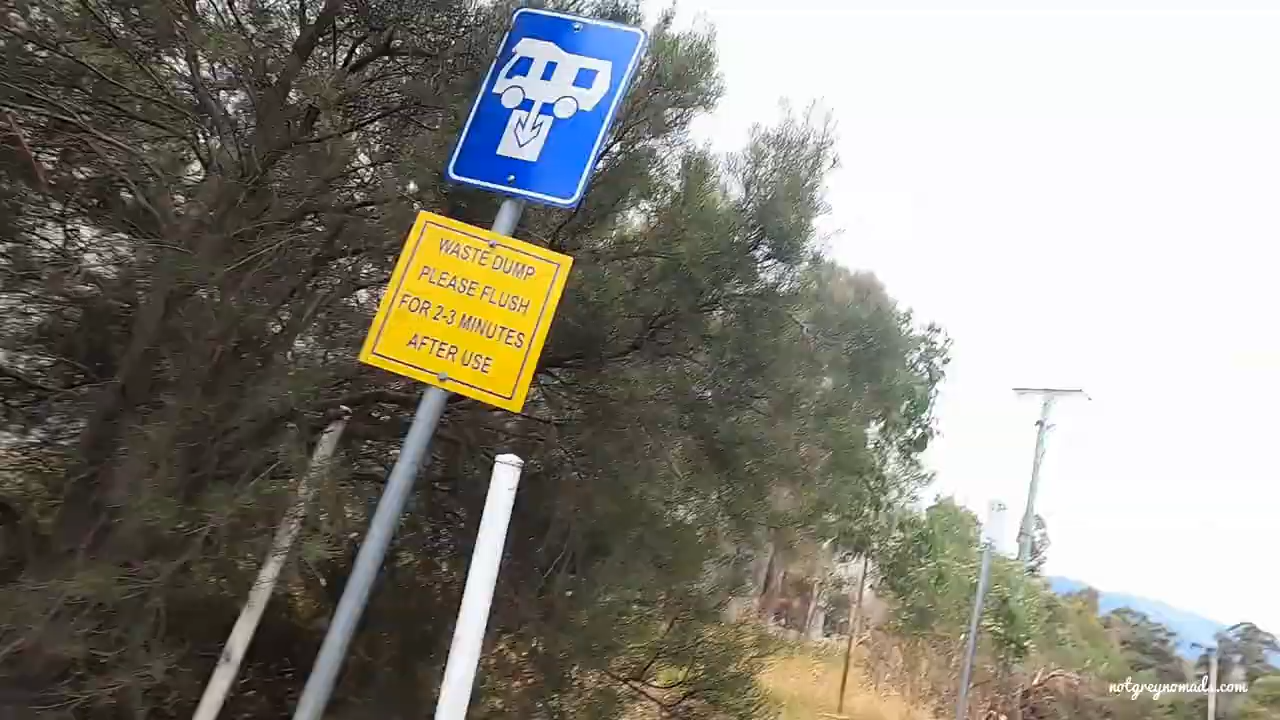 WASTE DUMP
PLEASE FLUSH
FOR 2-3 MINUTES
AFTER USE
notgreynomads.com